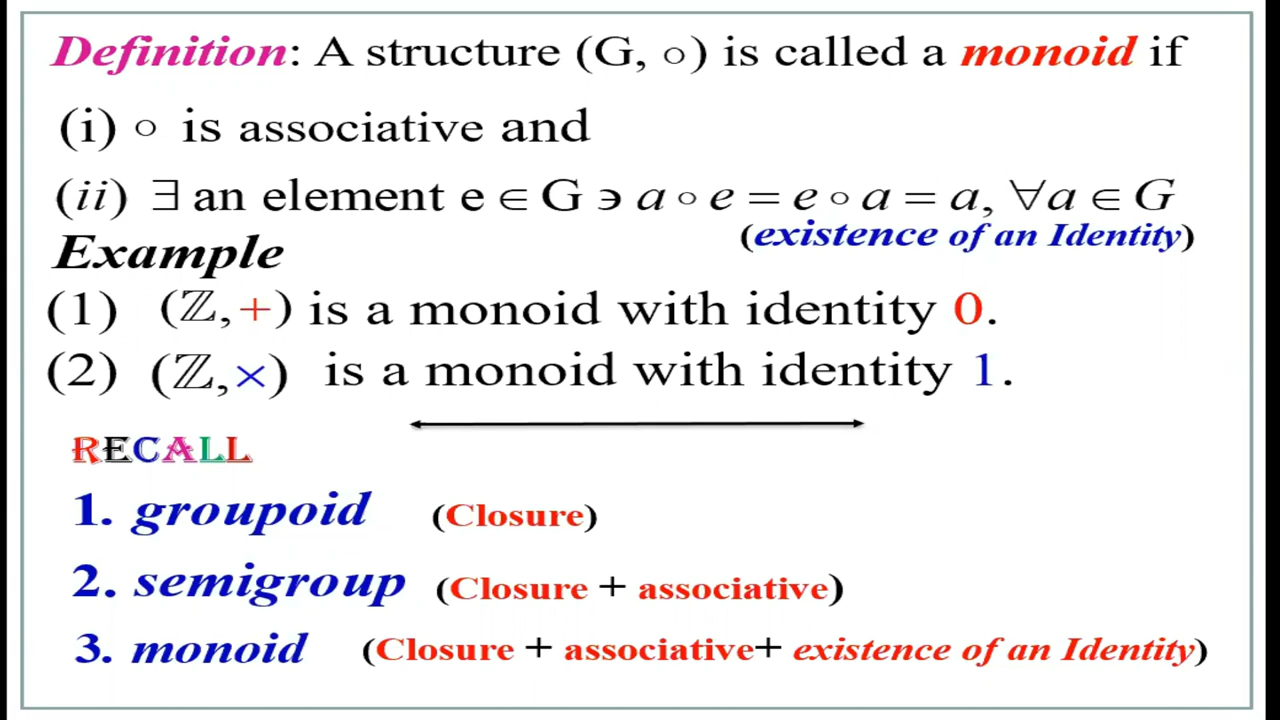 Definition: A structure (G, ∘) is called a monoid if
(i) ∘ is associative and
(ii) ∃ an element e ∈ G ∋ a ∘ e = e ∘ a = a, ∀a ∈ G
(existence of an Identity)
Example
(1) (ℤ, +) is a monoid with identity 0.
(2) (ℤ, ×) is a monoid with identity 1.
RECALL
1. groupoid (Closure)
2. semigroup (Closure + associative)
3. monoid (Closure + associative+ existence of an Identity)